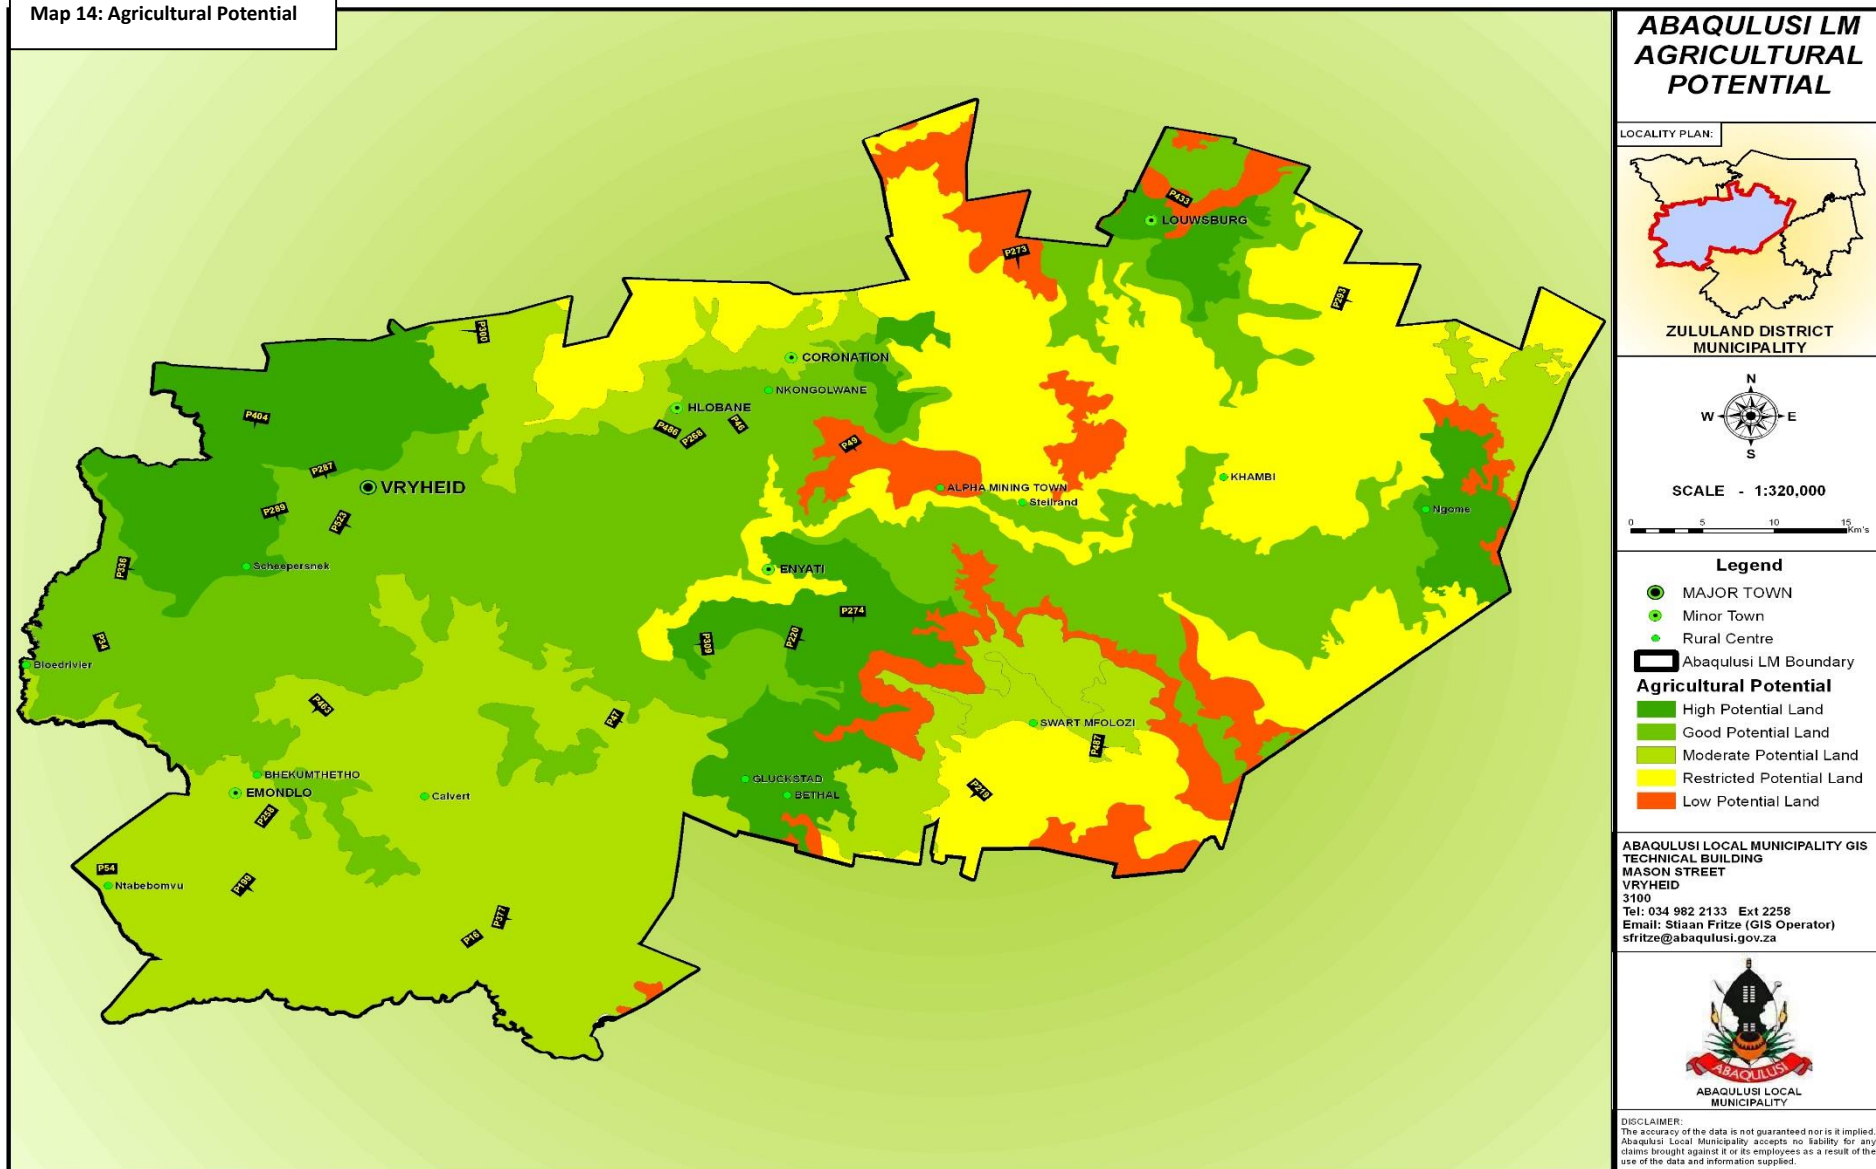 Map 14: Agricultural Potential
ABAQULUSI LM
AGRICULTURAL
POTENTIAL
LOCALITY PLAN:
ZULULAND DISTRICT
MUNICIPALITY
N
W
E
S
SCALE - 1:320,000
0 5 10 15
Km's
Legend
MAJOR TOWN
Minor Town
Rural Centre
Abaqulusi LM Boundary
Agricultural Potential
High Potential Land
Good Potential Land
Moderate Potential Land
Restricted Potential Land
Low Potential Land
ABAQULUSI LOCAL MUNICIPALITY GIS
TECHNICAL BUILDING
MASON STREET
VRYHEID
3100
Tel: 034 982 2133 Ext 2258
Email: Stiaan Fritze (GIS Operator)
sfritze@abaqulusi.gov.za
ABAQULUSI
ABAQULUSI LOCAL
MUNICIPALITY
DISCLAIMER:
The accuracy of the data is not guaranteed nor is it implied.
Abaqulusi Local Municipality accepts no liability for any
claims brought against it or its employees as a result of the
use of the data and information supplied.
P433
LOUWSBURG
P273
P293
P300
CORONATION
NKONGOLWANE
HLOBANE
P404
P486
P268
P46
P49
P287
VRYHEID
ALPHA MINING TOWN
Steilrand
KHAMBI
Ngome
P289
P523
P336
Scheepersnek
ENYATI
P274
P34
P309
P220
Bloedrivier
P463
P47
SWART MFOLOZI
P487
BHEKUMTHETHO
EMONDLO
Calvert
GLUCKSTAD
BETHAL
P219
P258
P54
Ntabebomvu
P199
P377
P16